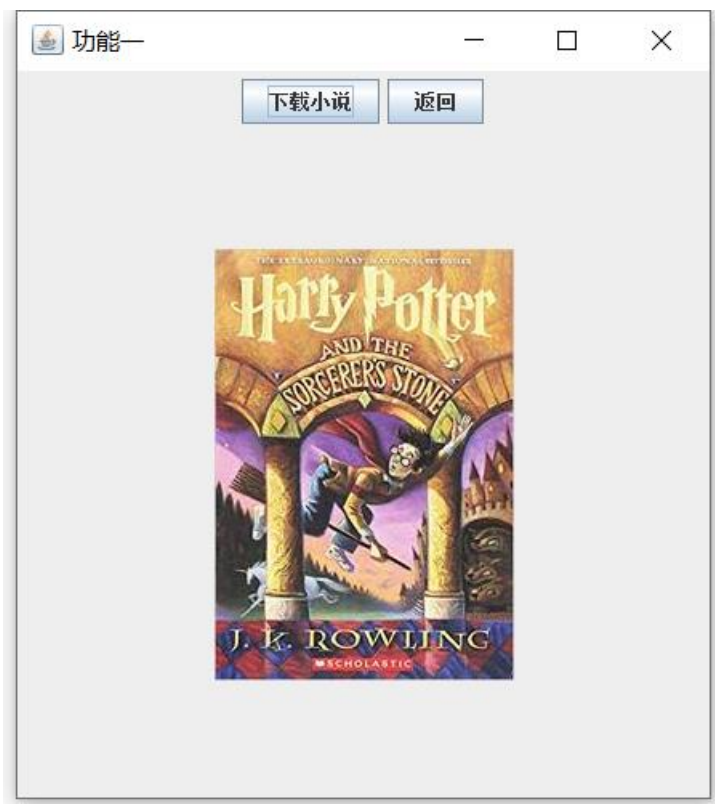 功能一
下载小说 返回
Harry Potter
AND THE
SORCERER'S STONE
J. K. ROWLING
SCHOLASTIC